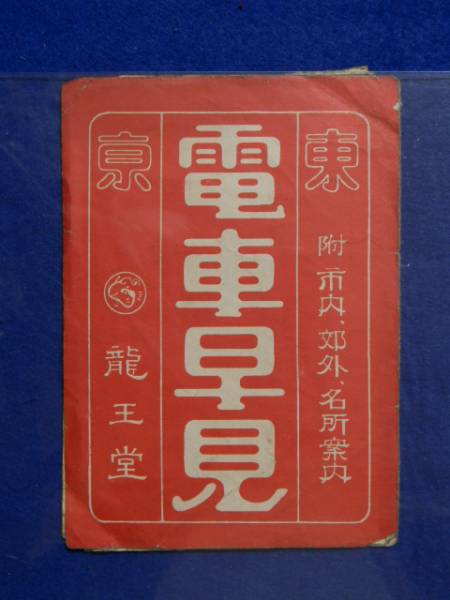 東京
電車早見
附 市内、郊外、名所案内
龍王堂